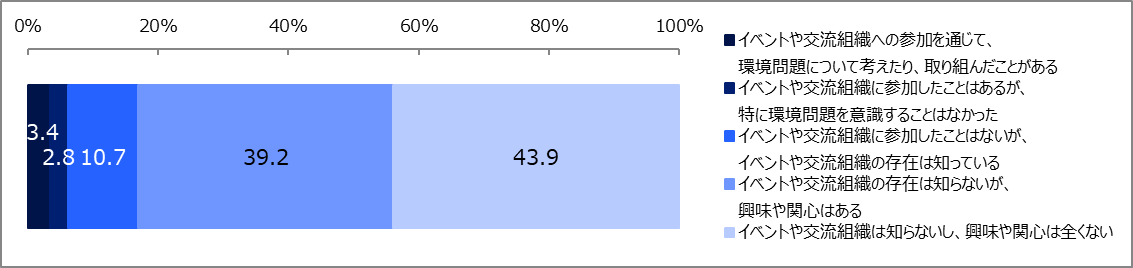 0% 20% 40% 60% 80% 100%
3.4
2.8 10.7 39.2 43.9
イベントや交流組織への参加を通じて、
環境問題について考えたり、取り組んだことがある
イベントや交流組織に参加したことはあるが、
特に環境問題を意識することはなかった
イベントや交流組織に参加したことはないが、
イベントや交流組織の存在は知っている
イベントや交流組織の存在は知らないが、
興味や関心はある
イベントや交流組織は知らないし、興味や関心は全くない